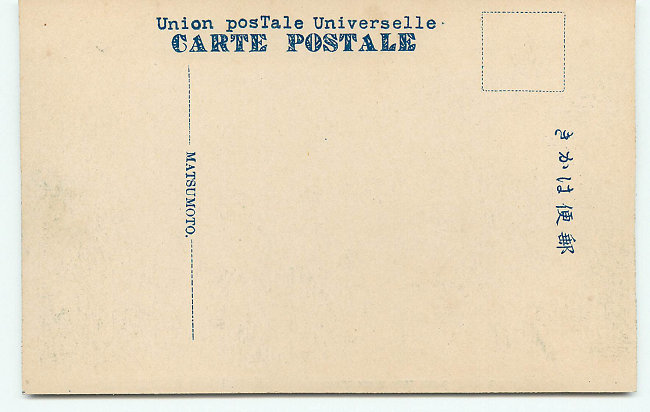 Union posTale Universelle
CARTE POSTALE
MATSUMOTO.
きかは便郵